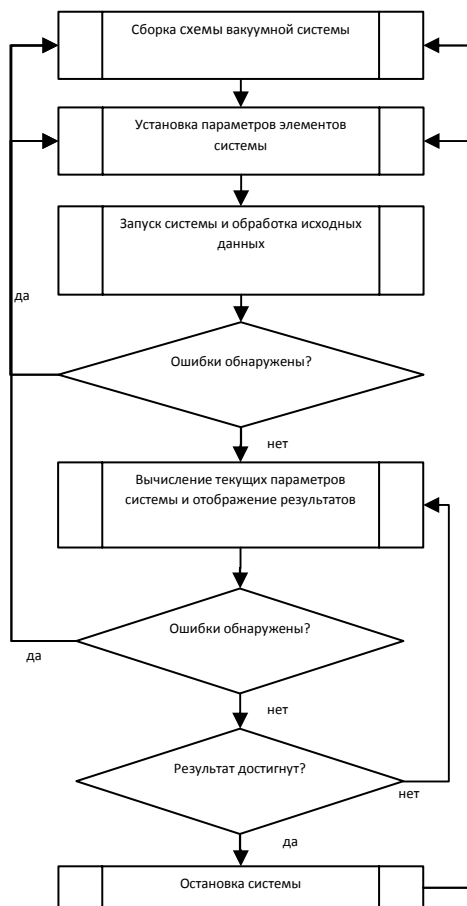 Сборка схемы вакуумной системы
Установка параметров элементов
системы
Запуск системы и обработка исходных
данных
да
Ошибки обнаружены?
нет
Вычисление текущих параметров
системы и отображение результатов
Ошибки обнаружены?
да
нет
Результат достигнут?
нет
да
Остановка системы